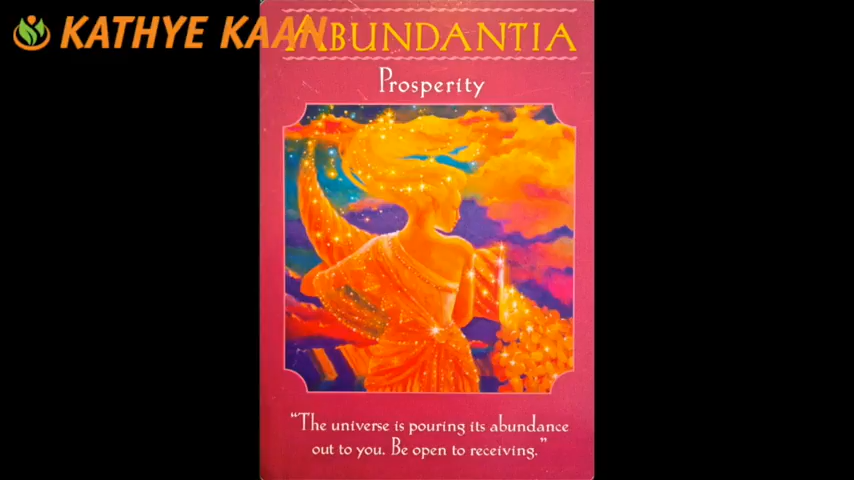 KATHYE KAAN
ABUNDANTIA
Prosperity
"The universe is pouring its abundance
out to you. Be open to receiving."